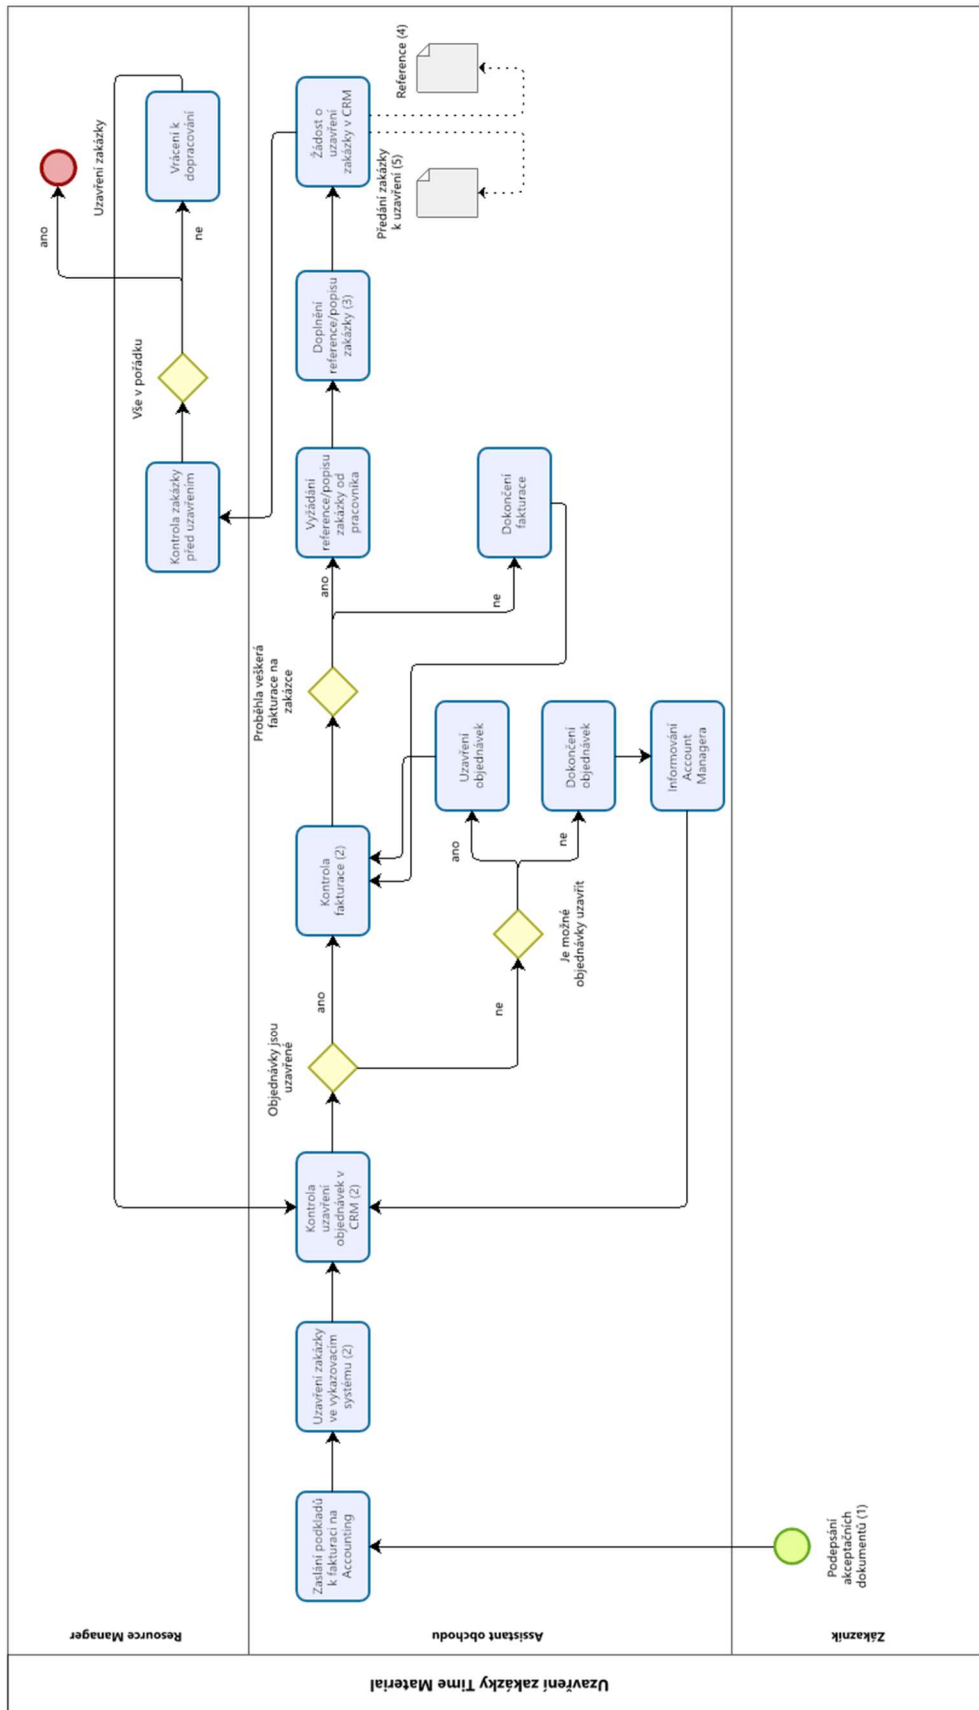 Uzavření zakázky Time Material
Resource Manager
Kontrola zakázky
před uzavřením
Vše v pořádku
ano
ne
Uzavření zakázky
Vrácení k
dopracování
Assistant obchodu
Zaslání podkladů
k fakturaci na
Accounting
Uzavření zakázky
ve vykazovacím
systému (2)
Kontrola
uzavření
objednávek v
CRM (2)
Objednávky jsou
uzavřené
ano
ne
Kontrola
fakturace (2)
Je možné
objednávky uzavřít
ano
ne
Uzavření
objednávek
Dokončení
objednávek
Informování
Account
Managera
Proběhla veškerá
fakturace na
zakázce
ano
ne
Vyžádání
reference/popisu
zakázky od
pracovníka
Dokončení
fakturace
Doplnění
reference/popisu
zakázky (3)
Žádost o
uzavření
zakázky v CRM
Předání zakázky
k uzavření (5)
Reference (4)
Zákazník
Podepsání
akceptačních
dokumentů (1)